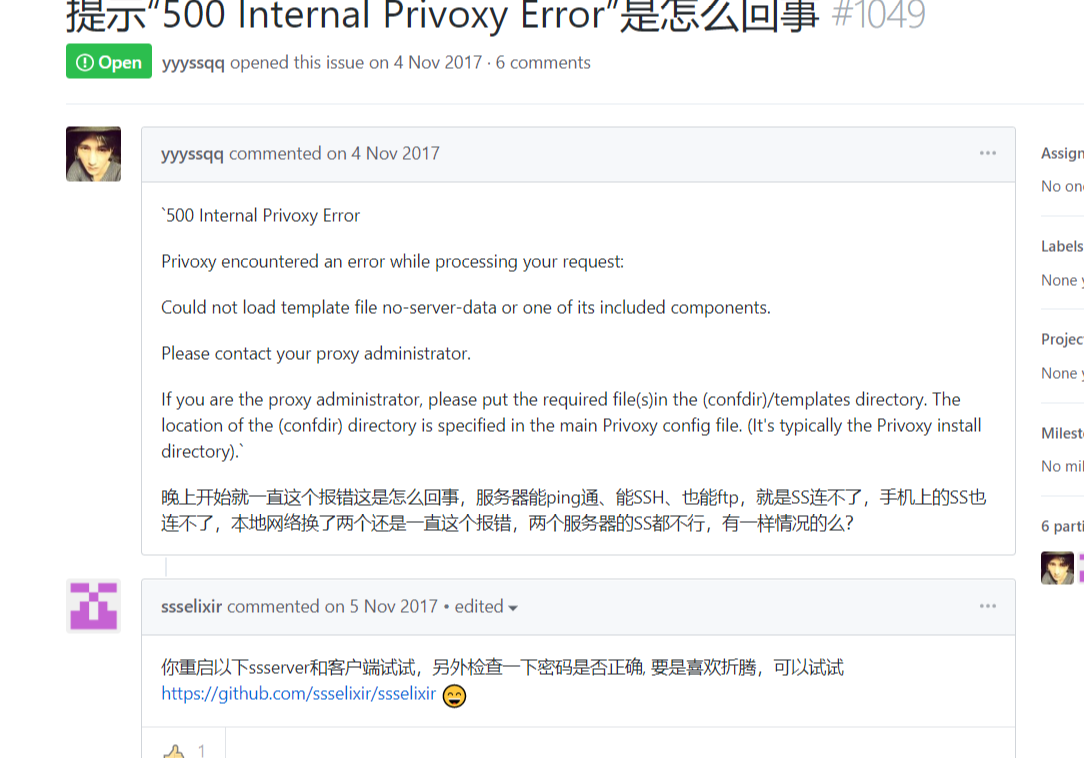 提示“500 Internal Privoxy Error”是怎么回事 #1049
Open yyyssqq opened this issue on 4 Nov 2017 · 6 comments
yyyssqq commented on 4 Nov 2017
Assign
No one
`500 Internal Privoxy Error
Privoxy encountered an error while processing your request:
Labels
None y
Could not load template file no-server-data or one of its included components.
Please contact your proxy administrator.
Projec
None y
If you are the proxy administrator, please put the required file(s)in the (confdir)/templates directory. The
location of the (confdir) directory is specified in the main Privoxy config file. (It's typically the Privoxy install
directory).`
Milest
No mil
晚上开始就一直这个报错这是怎么回事，服务器能ping通、能SSH、也能ftp，就是SS连不了，手机上的SS也
连不了，本地网络换了两个还是一直这个报错，两个服务器的SS都不行，有一样情况的么？
6 parti
ssselixir commented on 5 Nov 2017 • edited
你重启以下ssserver和客户端试试，另外检查一下密码是否正确, 要是喜欢折腾，可以试试
https://github.com/ssselixir/ssselixir 😄
👍 1